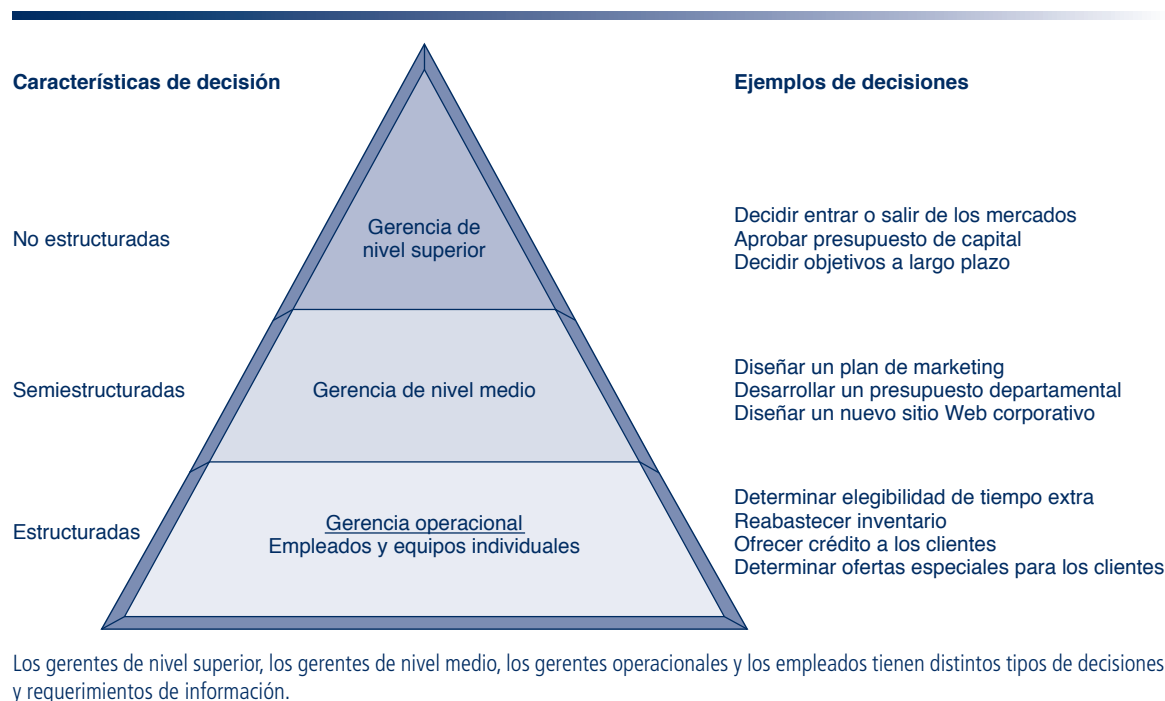 Características de decisión
Ejemplos de decisiones
No estructuradas
Gerencia de
nivel superior
Decidir entrar o salir de los mercados
Aprobar presupuesto de capital
Decidir objetivos a largo plazo
Semiestructuradas
Gerencia de nivel medio
Diseñar un plan de marketing
Desarrollar un presupuesto departamental
Diseñar un nuevo sitio Web corporativo
Estructuradas
Gerencia operacional
Empleados y equipos individuales
Determinar elegibilidad de tiempo extra
Reabastecer inventario
Ofrecer crédito a los clientes
Determinar ofertas especiales para los clientes
Los gerentes de nivel superior, los gerentes de nivel medio, los gerentes operacionales y los empleados tienen distintos tipos de decisiones
y requerimientos de información.